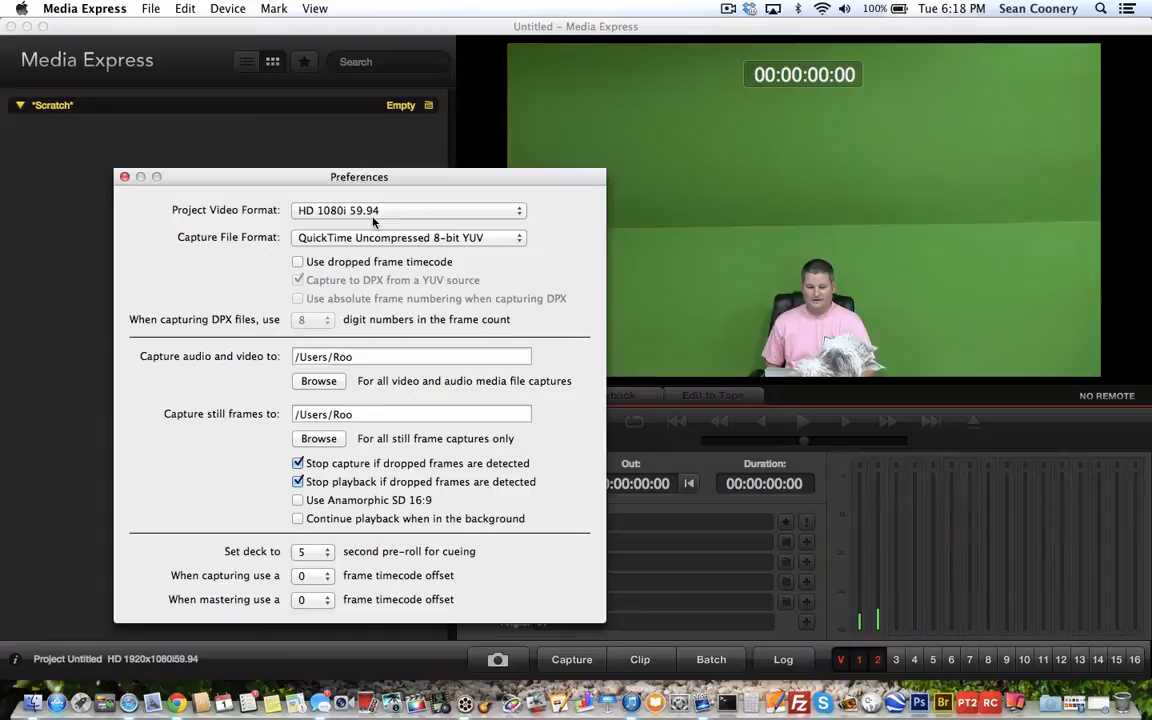 Media Express File Edit Device Mark View 100% Tue 6:18 PM Sean Coonery
Untitled - Media Express
Media Express
Search
*Scratch* Empty
00:00:00:00
Preferences
Project Video Format: HD 1080i 59.94
Capture File Format: QuickTime Uncompressed 8-bit YUV
Use dropped frame timecode
Capture to DPX from a YUV source
Use absolute frame numbering when capturing DPX
When capturing DPX files, use 8 digit numbers in the frame count
Capture audio and video to: /Users/Roo
Browse For all video and audio media file captures
Capture still frames to: /Users/Roo
Browse For all still frame captures only
Stop capture if dropped frames are detected
Stop playback if dropped frames are detected
Use Anamorphic SD 16:9
Continue playback when in the background
Set deck to 5 second pre-roll for cueing
When capturing use a 0 frame timecode offset
When mastering use a 0 frame timecode offset
back Edit to Tape NO REMOTE
Out: Duration:
0:00:00:00 00:00:00:00
Project Untitled HD 1920x1080i59.94
Capture Clip Batch Log V 1 2 3 4 5 6 7 8 9 10 11 12 13 14 15 16
Ps Br PT2 RC